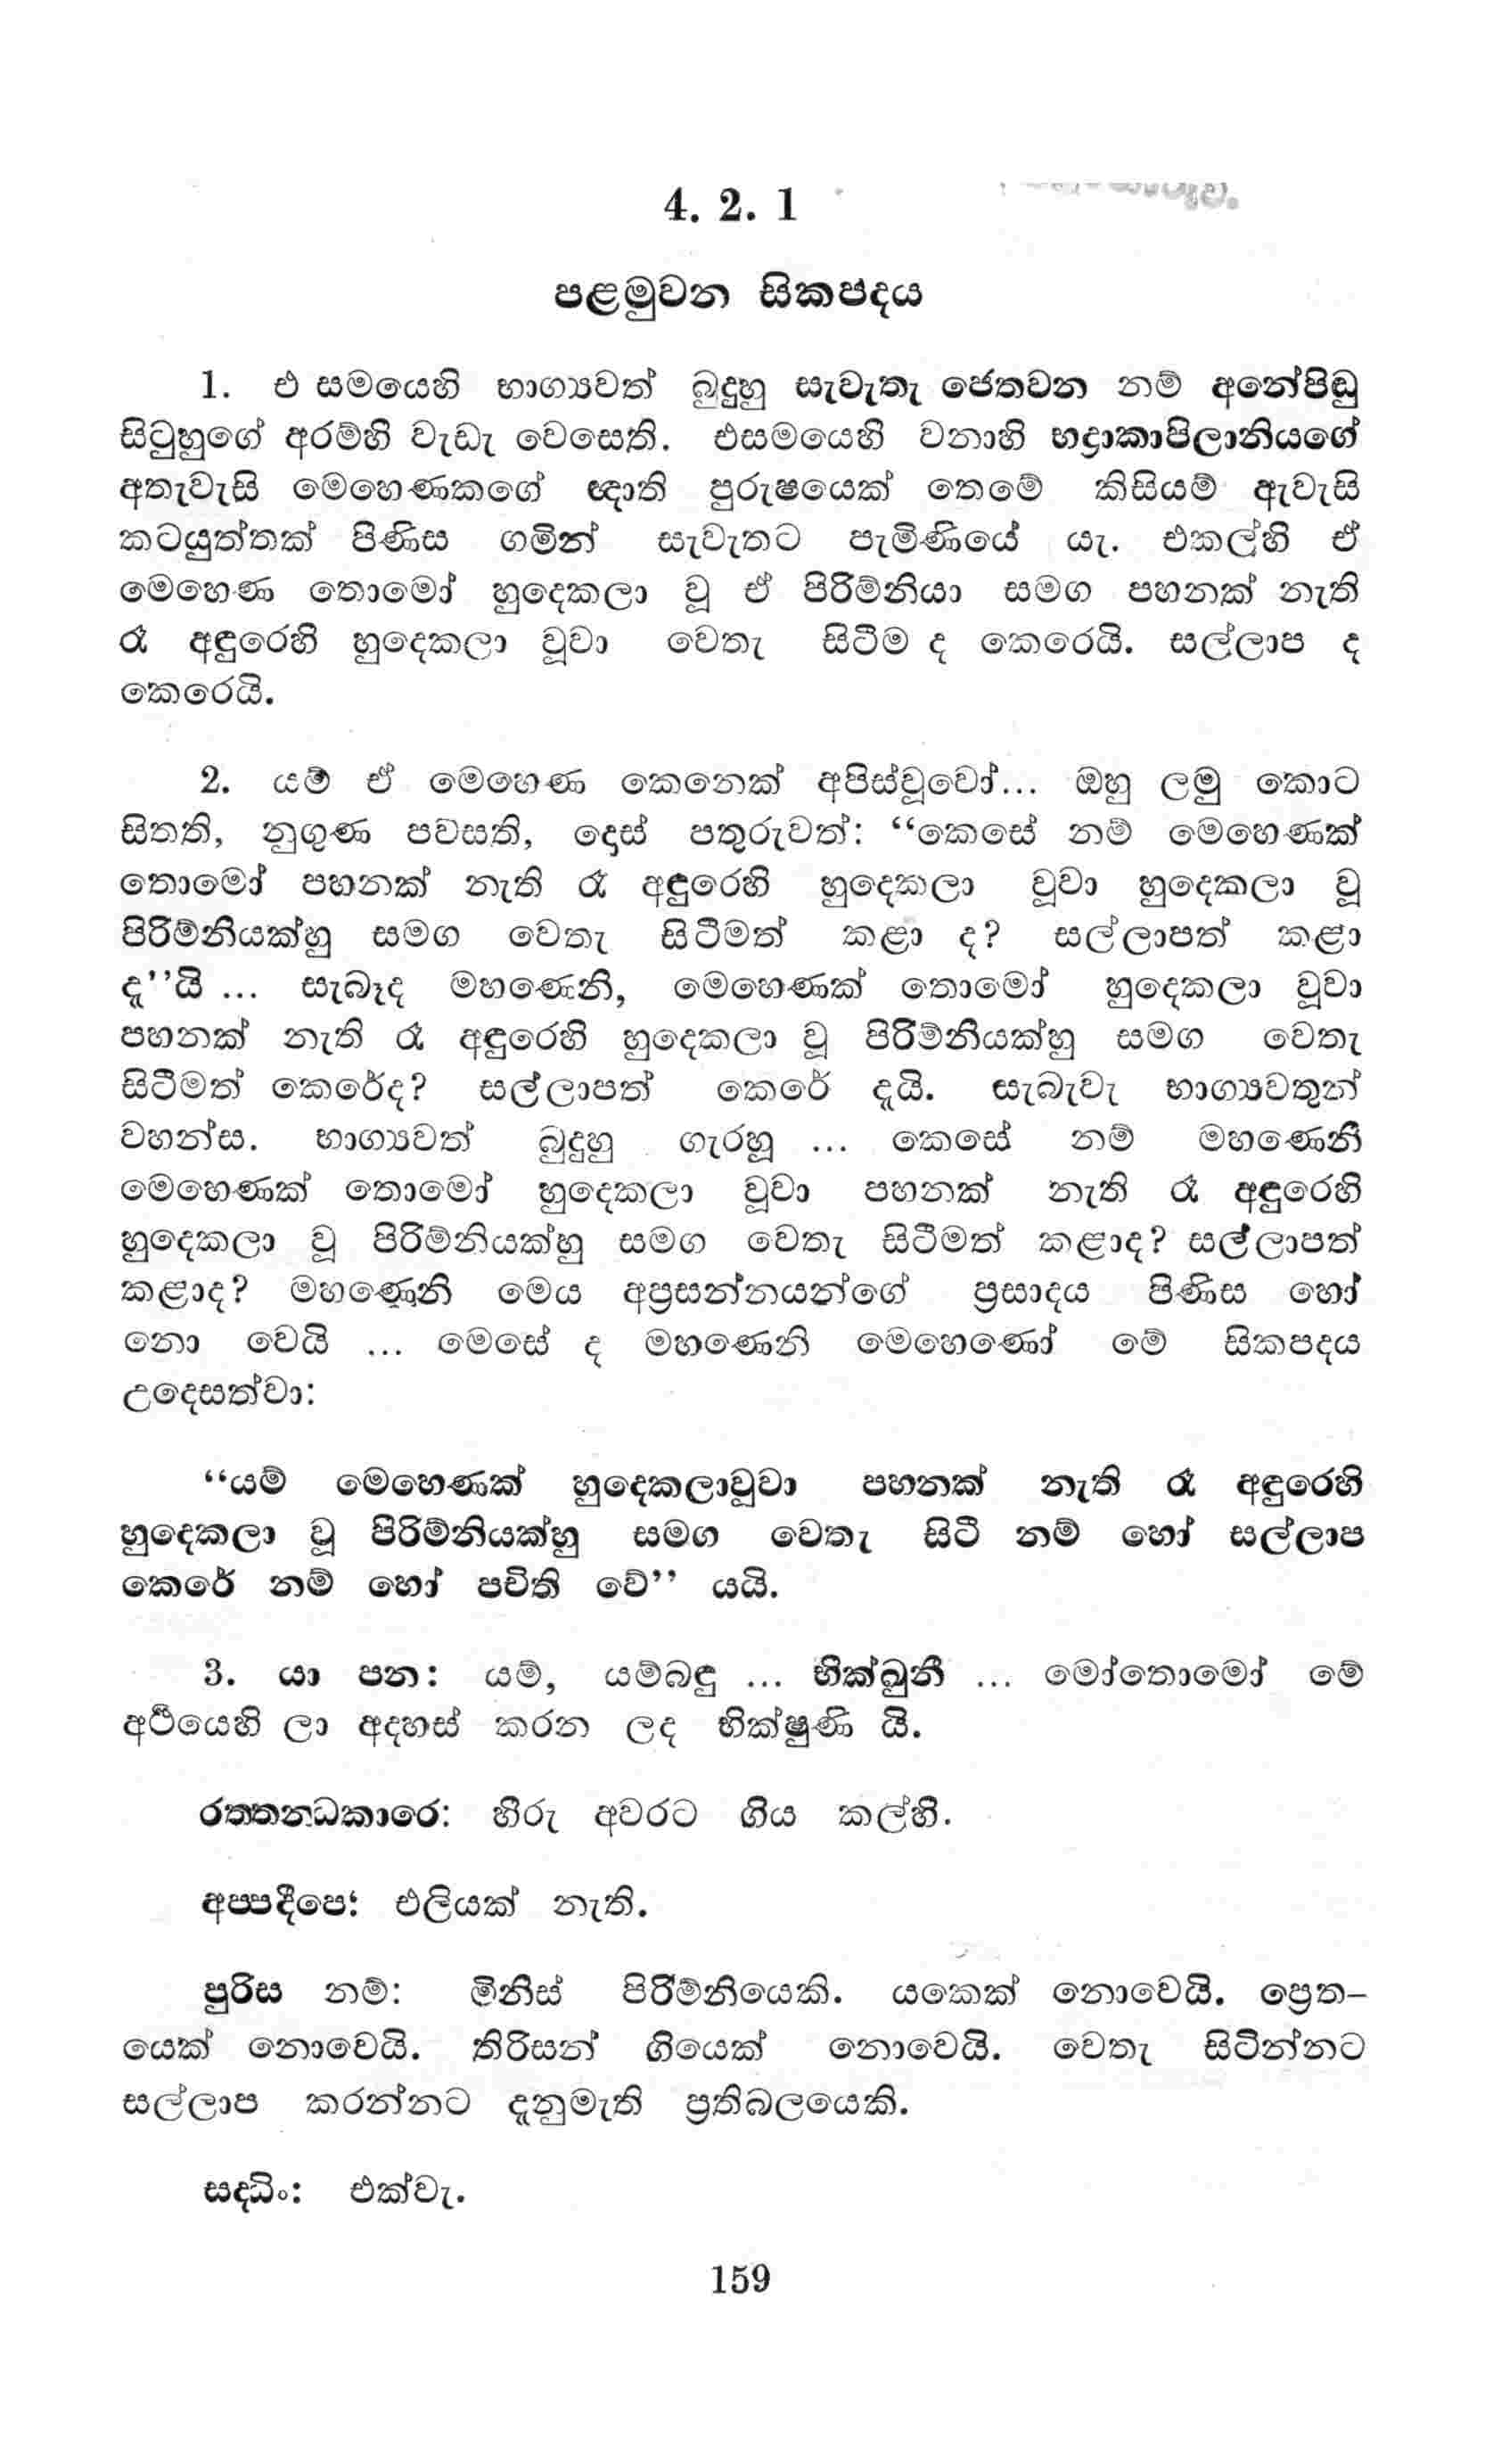 4. 2. 1
පළමුවන සිකපදය
1. එ සමයෙහි භාග්‍යවත් බුදුහු සැවැතැ ජෙතවන නම් අනේපිඬු
සිටුහුගේ අරම්හි වැඩැ වෙසෙති. එසමයෙහි වනාහි භද්‍රාකාපිලානියගේ
අතැවැසි මෙහෙණකගේ ඥාති පුරුෂයෙක් තෙමේ කිසියම් ඇවැසි
කටයුත්තක් පිණිස ගමින් සැවැතට පැමිණියේ යැ. එකල්හි ඒ
මෙහෙණ තොමෝ හුදෙකලා වූ ඒ පිරිමිනියා සමග පහනක් නැති
රෑ අඳුරෙහි හුදෙකලා වූවා වෙතැ සිටීම ද කෙරෙයි. සල්ලාප ද
කෙරෙයි.
2. යම් ඒ මෙහෙණ කෙනෙක් අපිස්වූවෝ... ඔහු ලමු කොට
සිතති, නුගුණ පවසති, දොස් පතුරුවත්: “කෙසේ නම් මෙහෙණක්
තොමෝ පහනක් නැති රෑ අඳුරෙහි හුදෙකලා වූවා හුදෙකලා වූ
පිරිම්නියක්හු සමග වෙතැ සිටීමත් කළා ද? සල්ලාපත් කළා
දැ”යි ... සැබෑද මහණෙනි, මෙහෙණක් තොමෝ හුදෙකලා වූවා
පහනක් නැති රෑ අඳුරෙහි හුදෙකලා වූ පිරිම්නියක්හු සමග වෙතැ
සිටීමත් කෙරේද? සල්ලාපත් කෙරේ දැයි. සැබැවැ භාග්‍යවතුන්
වහන්ස. භාග්‍යවත් බුදුහු ගැරහූ ... කෙසේ නම් මහණෙනි
මෙහෙණක් තොමෝ හුදෙකලා වූවා පහනක් නැති රෑ අඳුරෙහි
හුදෙකලා වූ පිරිම්නියක්හු සමග වෙතැ සිටීමත් කළාද? සල්ලාපත්
කළාද? මහණෙනි මෙය අප්‍රසන්නයන්ගේ ප්‍රසාදය පිණිස හෝ
නො වෙයි ... මෙසේ ද මහණෙනි මෙහෙණෝ මේ සිකපදය
උදෙසත්වා:
“යම් මෙහෙණක් හුදෙකලාවූවා පහනක් නැති රෑ අඳුරෙහි
හුදෙකලා වූ පිරිම්නියක්හු සමග වෙතැ සිටී නම් හෝ සල්ලාප
කෙරේ නම් හෝ පචිති වේ” යයි.
3. යා පන: යම්, යම්බඳු ... භික්ඛුනී ... මෝතොමෝ මේ
අර්ථයෙහි ලා අදහස් කරන ලද භික්ෂුණි යි.
රත්තන්ධකාරෙ: හිරු අවරට ගිය කල්හි.
අප්පදීපෙ: එලියක් නැති.
පුරිස නම්: මිනිස් පිරිම්නියෙකි. යකෙක් නොවෙයි. ප්‍රෙත–
යෙක් නොවෙයි. තිරිසන් ගියෙක් නොවෙයි. වෙතැ සිටින්නට
සල්ලාප කරන්නට දැනුමැති ප්‍රතිබලයෙකි.
සද්ධිං: එක්වැ.
159